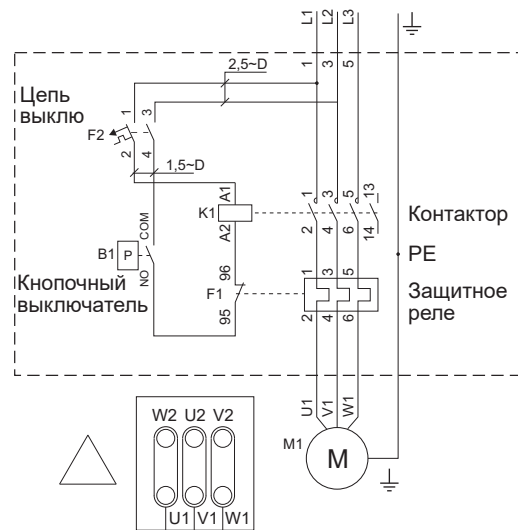 L1 L2 L3
1 3 5
2,5~D
Цепь
выклю
F2
1 3
2 4
1,5~D
A1
K1
A2
1 3 5 13
2 4 6 14
Контактор
COM
B1 P
NO
Кнопочный
выключатель
PE
96
F1
95
1 3 5
2 4 6
Защитное
реле
U1 V1 W1
M1
M
W2 U2 V2
U1 V1 W1